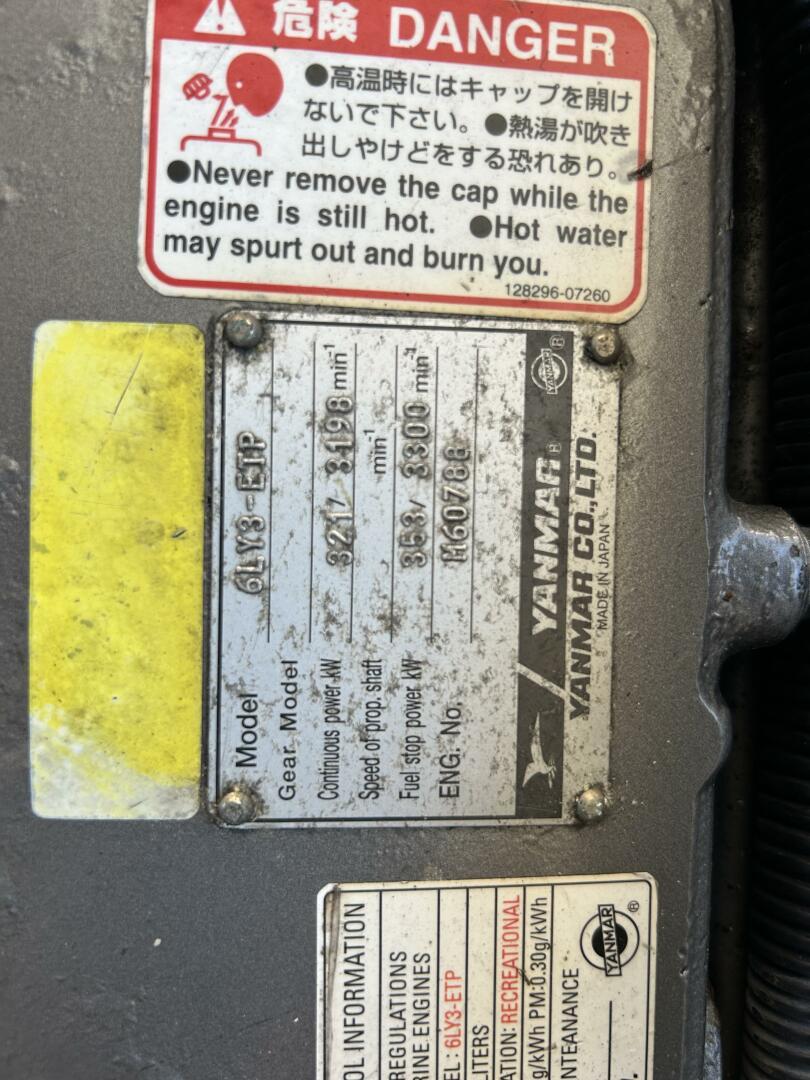 危険 DANGER
●高温時にはキャップを開け
ないで下さい。●熱湯が吹き
出しやけどをする恐れあり。
●Never remove the cap while the
engine is still hot. ●Hot water
may spurt out and burn you.
128296-07260
Model 6LY3-ETP
Gear Model
Continuous power kW 321/ 3198 min⁻¹
Speed of prop. shaft min⁻¹
Fuel stop power kW 353/ 3300 min⁻¹
ENG. No. M60788
YANMAR ® YANMAR ®
YANMAR CO.,LTD.
MADE IN JAPAN
OL INFORMATION
REGULATIONS
RINE ENGINES
EL: 6LY3-ETP
LITERS
ATION: RECREATIONAL
g/kWh PM:0.30g/kWh
NTEANANCE
YANMAR ®